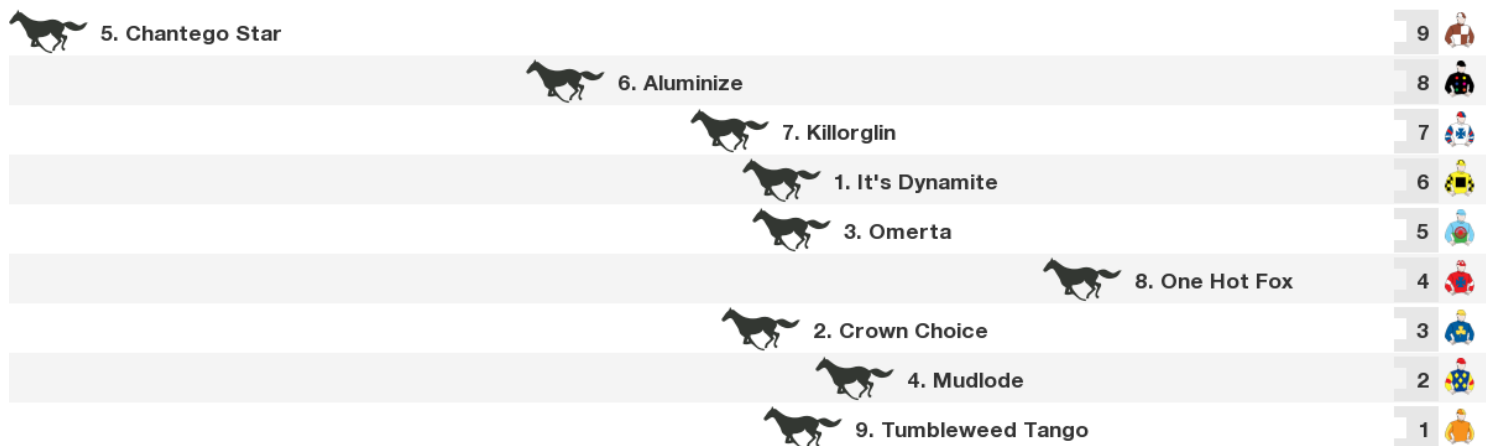 5. Chantego Star 9
6. Aluminize 8
7. Killorglin 7
1. It's Dynamite 6
3. Omerta 5
8. One Hot Fox 4
2. Crown Choice 3
4. Mudlode 2
9. Tumbleweed Tango 1